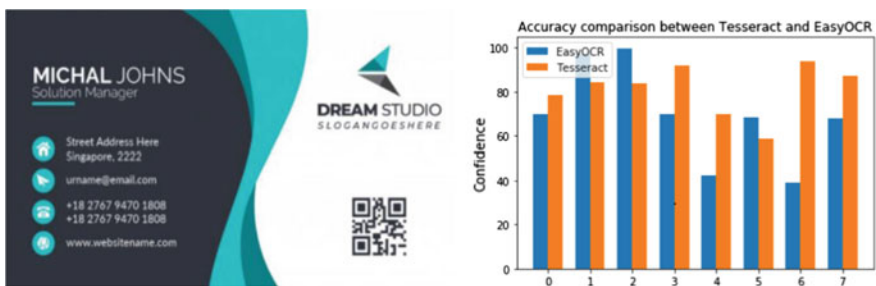 MICHAL JOHNS
Solution Manager
Street Address Here
Singapore, 2222
urname@email.com
+18 2767 9470 1808
+18 2767 9470 1808
www.websitename.com
DREAM STUDIO
SLOGANGOESHERE
Accuracy comparison between Tesseract and EasyOCR
EasyOCR
Tesseract
Confidence
100
80
60
40
20
0
0 1 2 3 4 5 6 7